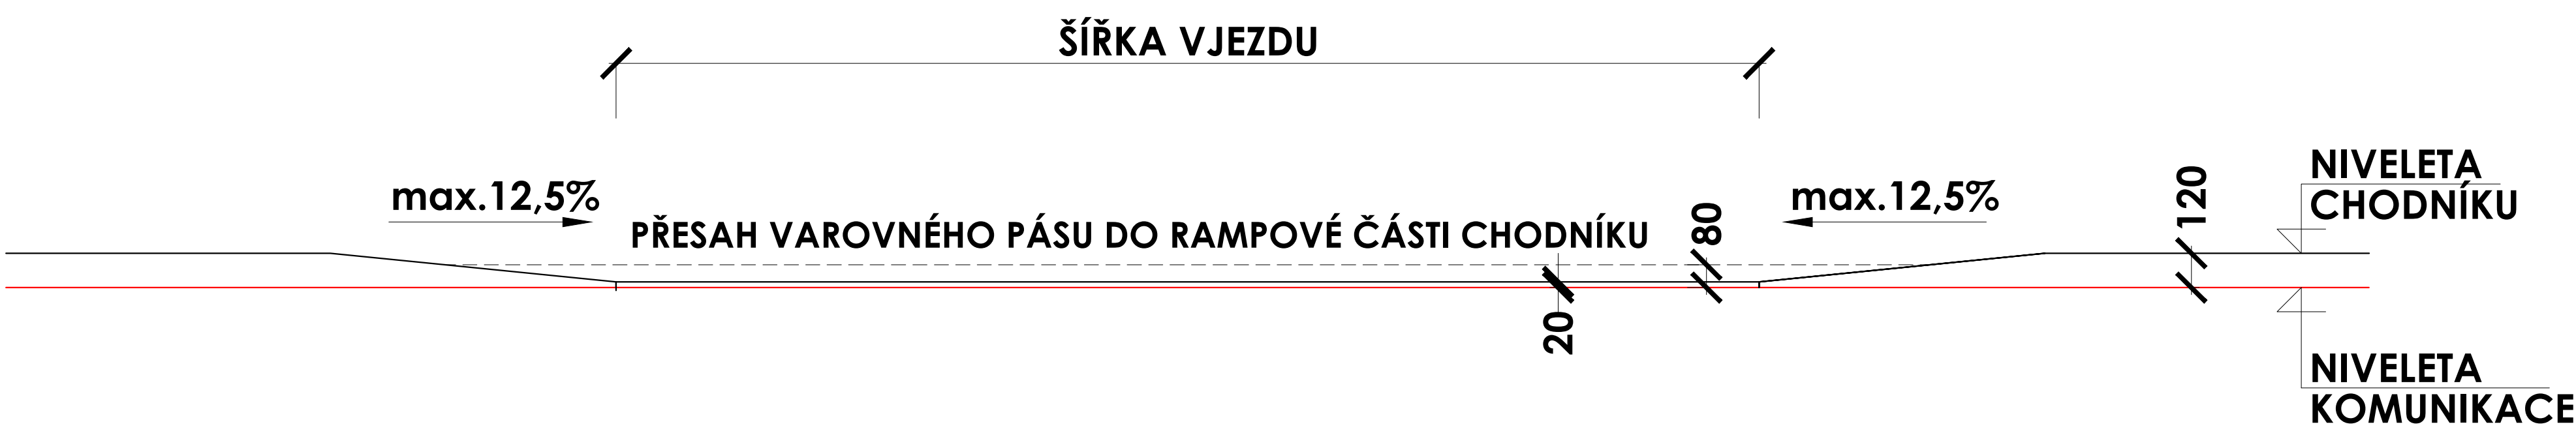 ŠÍŘKA VJEZDU
max.12,5%
max.12,5%
PŘESAH VAROVNÉHO PÁSU DO RAMPOVÉ ČÁSTI CHODNÍKU
80
20
120
NIVELETA
CHODNÍKU
NIVELETA
KOMUNIKACE